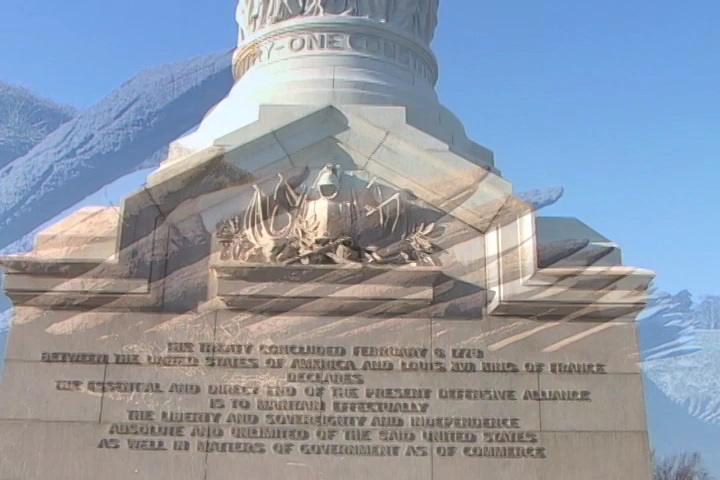 TRY-ONE CONSTI
THE TREATY CONCLUDED FEBRUARY 6 1778
BETWEEN THE UNITED STATES OF AMERICA AND LOUIS XVI KING OF FRANCE
DECLARES
THE ESSENTIAL AND DIRECT END OF THE PRESENT DEFENSIVE ALLIANCE
IS TO MAINTAIN EFFECTUALLY
THE LIBERTY AND SOVEREIGNTY AND INDEPENDENCE
ABSOLUTE AND UNLIMITED OF THE SAID UNITED STATES
AS WELL IN MATTERS OF GOVERNMENT AS OF COMMERCE